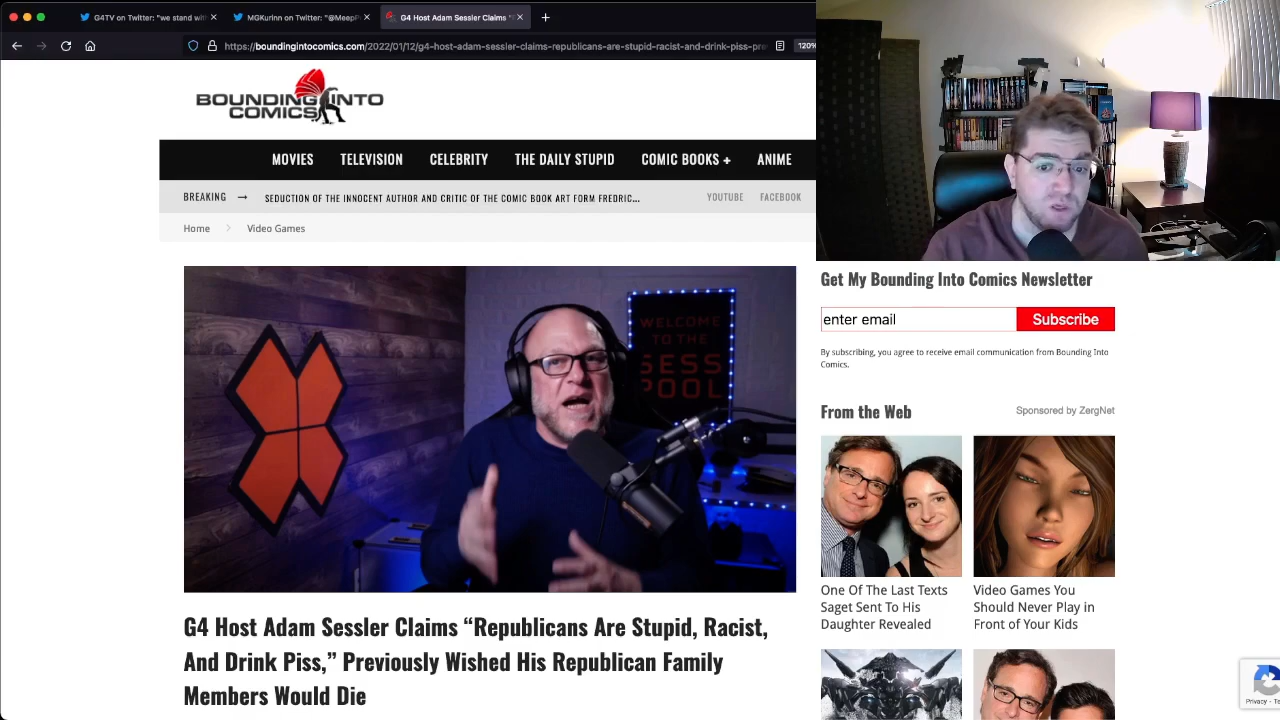 G4TV on Twitter: "we stand with
MGKurinn on Twitter: "@MeepP
G4 Host Adam Sessler Claims "
https://boundingintocomics.com/2022/01/12/g4-host-adam-sessler-claims-republicans-are-stupid-racist-and-drink-piss-pre
120%
BOUNDING INTO
COMICS
MOVIES TELEVISION CELEBRITY THE DAILY STUPID COMIC BOOKS + ANIME
BREAKING → SEDUCTION OF THE INNOCENT AUTHOR AND CRITIC OF THE COMIC BOOK ART FORM FREDRIC... YOUTUBE FACEBOOK
Home > Video Games
WELCOME
TO THE
SESS
POOL
G4 Host Adam Sessler Claims “Republicans Are Stupid, Racist,
And Drink Piss,” Previously Wished His Republican Family
Members Would Die
Get My Bounding Into Comics Newsletter
enter email Subscribe
By subscribing, you agree to receive email communication from Bounding Into
Comics.
From the Web Sponsored by ZergNet
One Of The Last Texts
Saget Sent To His
Daughter Revealed
Video Games You
Should Never Play in
Front of Your Kids
Privacy - Te